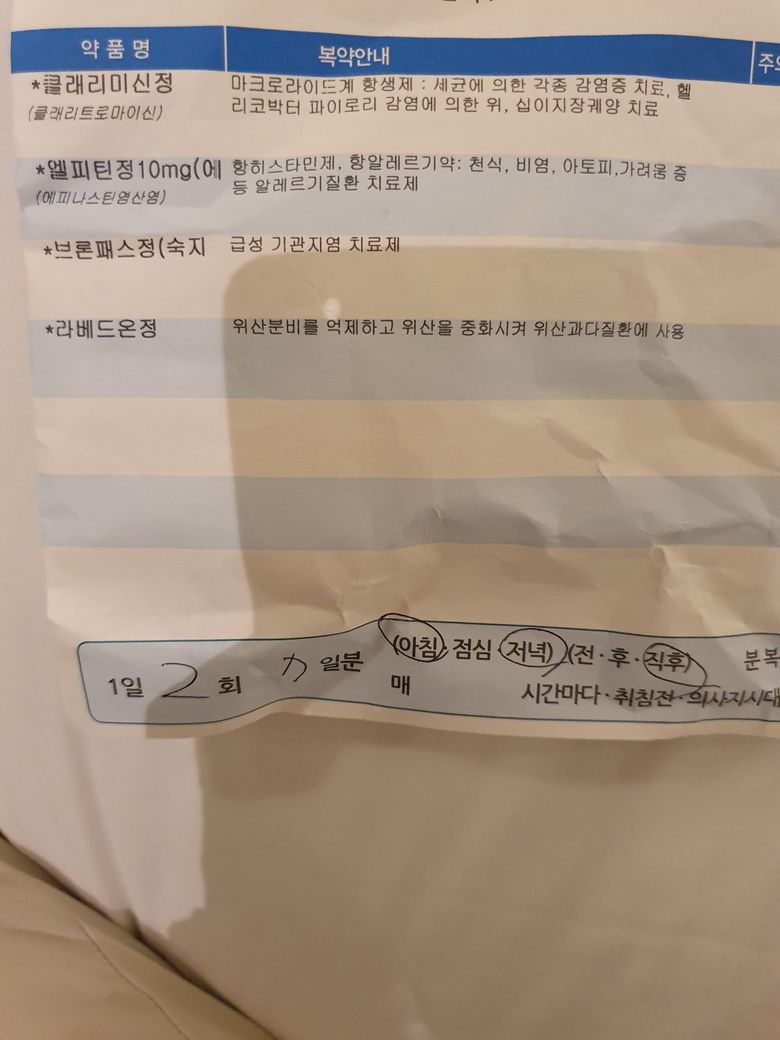 약품명 복약안내 주의
*클래리미신정 마크로라이드계 항생제 : 세균에 의한 각종 감염증 치료, 헬
(클래리트로마이신) 리코박터 파이로리 감염에 의한 위, 십이지장궤양 치료
*엘피틴정10mg(에 항히스타민제, 항알레르기약: 천식, 비염, 아토피,가려움 증
(에피나스틴염산염) 등 알레르기질환 치료제
*브론패스정(숙지 급성 기관지염 치료제
*라베드온정 위산분비를 억제하고 위산을 중화시켜 위산과다질환에 사용
(아침·점심·저녁) (전·후·직후) 분복
1일 2 회 7 일분 매 시간마다·취침전·의사지시대